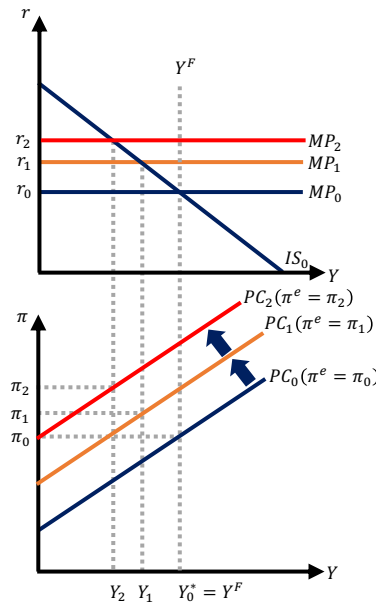 r
Y^F
r_2
MP_2
r_1
MP_1
r_0
MP_0
IS_0
Y
PC_2(π^e = π_2)
π
PC_1(π^e = π_1)
PC_0(π^e = π_0)
π_2
π_1
π_0
Y
Y_2 Y_1 Y_0^* = Y^F